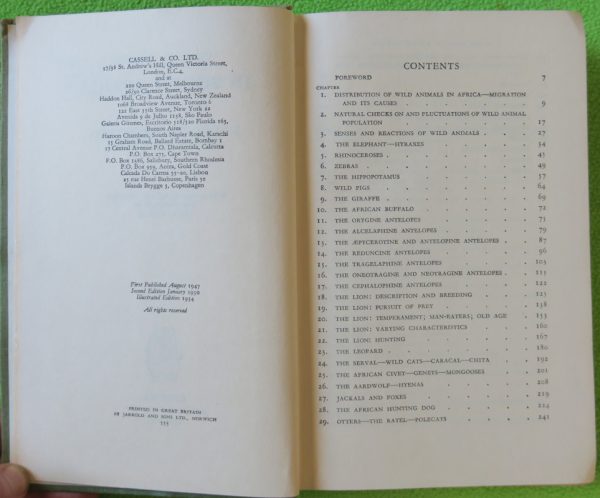 CASSELL & CO. LTD.
37/38 St. Andrew's Hill, Queen Victoria Street,
London, E.C.4
and at
210 Queen Street, Melbourne
26/30 Clarence Street, Sydney
Haddon Hall, City Road, Auckland, New Zealand
1068 Broadview Avenue, Toronto 6
122 East 55th Street, New York 22
Avenida 9 de Julho 1138, São Paulo
Galeria Güemes, Escritorio 518/520 Florida 165,
Buenos Aires
Haroon Chambers, South Napier Road, Karachi
15 Graham Road, Ballard Estate, Bombay 1
17 Central Avenue P.O. Dharamtala, Calcutta
P.O. Box 275, Cape Town
P.O. Box 1386, Salisbury, Southern Rhodesia
P.O. Box 959, Accra, Gold Coast
Calcada Do Carma 55-60, Lisbon
25 rue Henri Barbusse, Paris 5e
Islands Brygge 5, Copenhagen
First Published August 1947
Second Edition January 1950
Illustrated Edition 1954
All rights reserved
PRINTED IN GREAT BRITAIN
BY JARROLD AND SONS LTD., NORWICH
CONTENTS
FOREWORD 7
CHAPTER
1. DISTRIBUTION OF WILD ANIMALS IN AFRICA—MIGRATION
AND ITS CAUSES 9
2. NATURAL CHECKS ON AND FLUCTUATIONS OF WILD ANIMAL
POPULATION 17
3. SENSES AND REACTIONS OF WILD ANIMALS 27
4. THE ELEPHANT—HYRAXES 34
5. RHINOCEROSES 43
6. ZEBRAS 49
7. THE HIPPOPOTAMUS 57
8. WILD PIGS 64
9. THE GIRAFFE 69
10. THE AFRICAN BUFFALO 72
11. THE ORYGINE ANTELOPES 71
12. THE ALCELAPHINE ANTELOPES 79
13. THE ÆPYCEROTINE AND ANTELOPINE ANTELOPES 87
14. THE REDUNCINE ANTELOPES 96
15. THE TRAGELAPHINE ANTELOPES 105
16. THE ONEOTRAGINE AND NEOTRAGINE ANTELOPES 115
17. THE CEPHALOPHINE ANTELOPES 122
18. THE LION: DESCRIPTION AND BREEDING 125
19. THE LION: PURSUIT OF PREY 138
20. THE LION: TEMPERAMENT; MAN-EATERS; OLD AGE 153
21. THE LION: VARYING CHARACTERISTICS 160
22. THE LION: HUNTING 167
23. THE LEOPARD 180
24. THE SERVAL—WILD CATS—CARACAL—CHITA 192
25. THE AFRICAN CIVET—GENETS—MONGOOSES 201
26. THE AARDWOLF—HYENAS 208
27. JACKALS AND FOXES 219
28. THE AFRICAN HUNTING DOG 224
29. OTTERS—THE RATEL—POLECATS 241